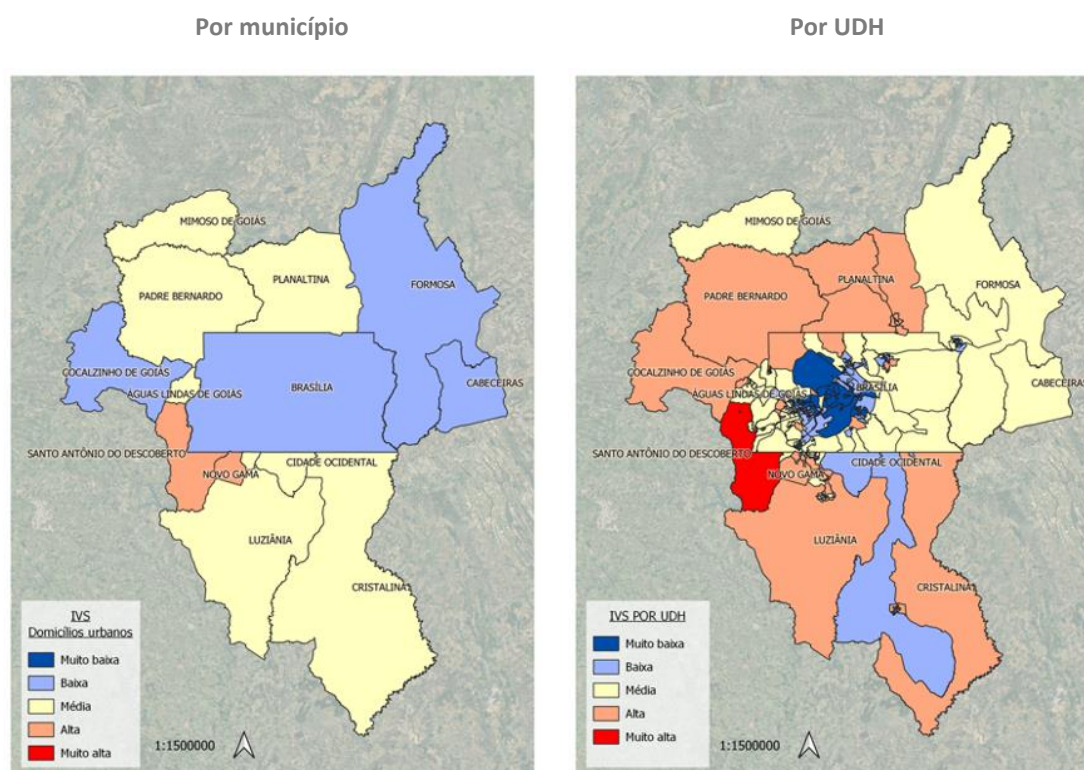 Por município
MIMOSO DE GOIÁS
PLANALTINA
PADRE BERNARDO
FORMOSA
COCALZINHO DE GOIÁS
BRASÍLIA
CABECEIRAS
ÁGUAS LINDAS DE GOIÁS
SANTO ANTÔNIO DO DESCOBERTO
CIDADE OCIDENTAL
NOVO GAMA
LUZIÂNIA
CRISTALINA
IVS
Domicílios urbanos
Muito baixa
Baixa
Média
Alta
Muito alta
1:1500000
Por UDH
MIMOSO DE GOIÁS
PLANALTINA
PADRE BERNARDO
FORMOSA
COCALZINHO DE GOIÁS
BRASÍLIA
CABECEIRAS
ÁGUAS LINDAS DE GOIÁS
SANTO ANTÔNIO DO DESCOBERTO
CIDADE OCIDENTAL
NOVO GAMA
LUZIÂNIA
CRISTALINA
IVS POR UDH
Muito baixa
Baixa
Média
Alta
Muito alta
1:1500000